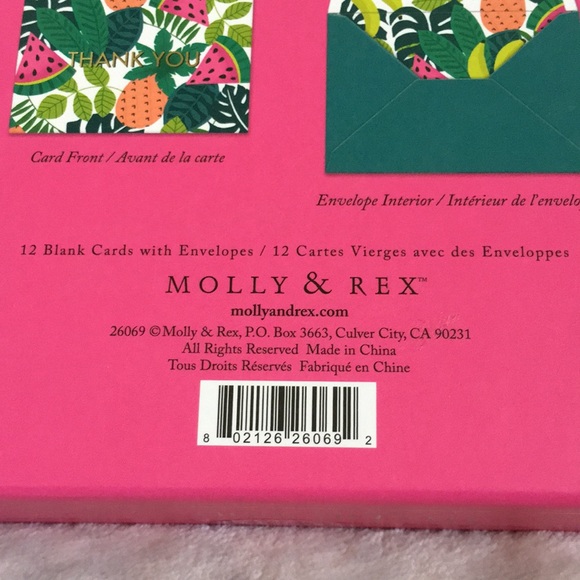 THANK YOU
Card Front / Avant de la carte
Envelope Interior / Intérieur de l'envelo
12 Blank Cards with Envelopes / 12 Cartes Vierges avec des Enveloppes
MOLLY & REX™
mollyandrex.com
26069 ©Molly & Rex, P.O. Box 3663, Culver City, CA 90231
All Rights Reserved Made in China
Tous Droits Réservés Fabriqué en Chine
8 02126 26069 2